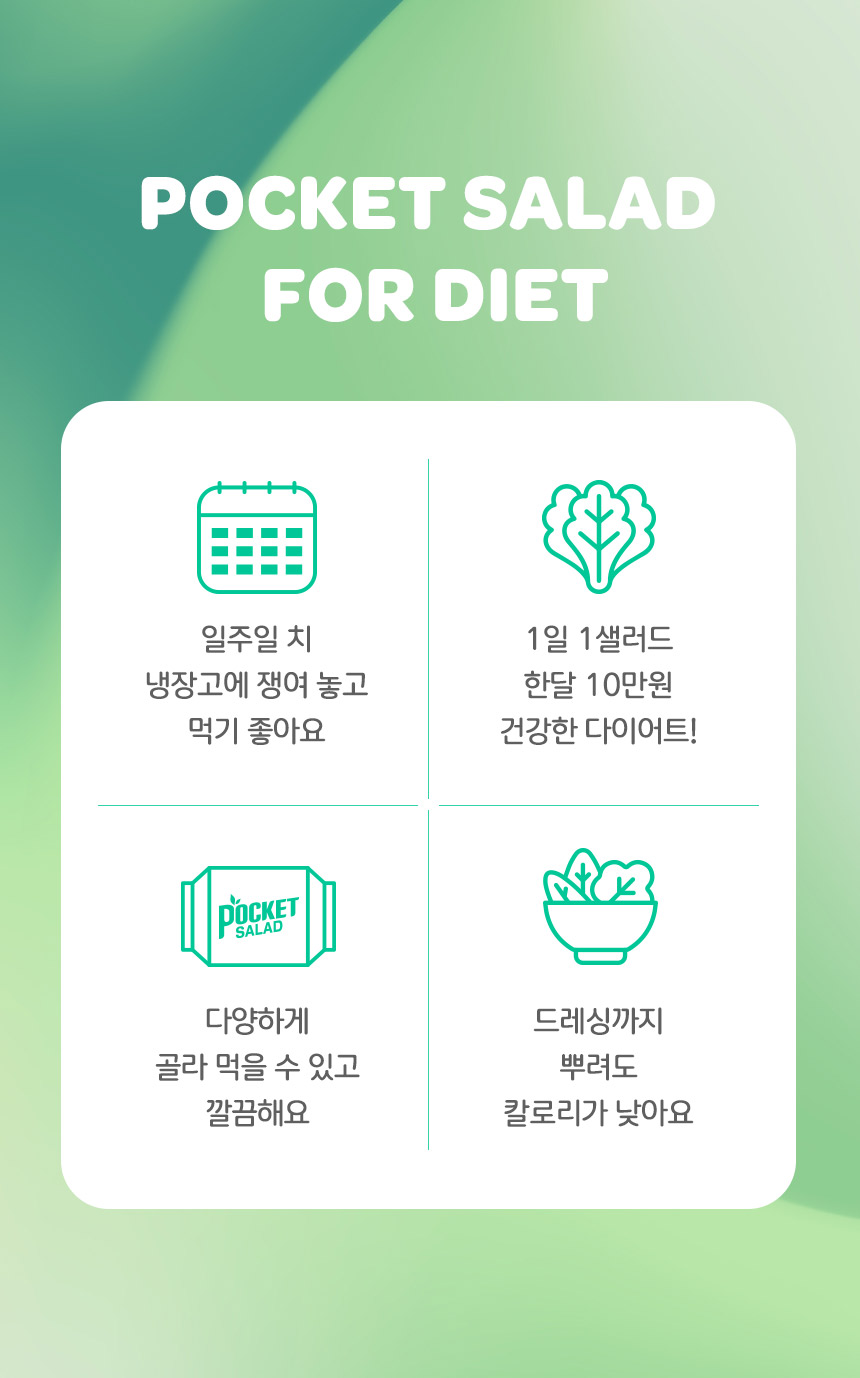 POCKET SALAD
FOR DIET
일주일 치
냉장고에 쟁여 놓고
먹기 좋아요
1일 1샐러드
한달 10만원
건강한 다이어트!
POCKET
SALAD
다양하게
골라 먹을 수 있고
깔끔해요
드레싱까지
뿌려도
칼로리가 낮아요